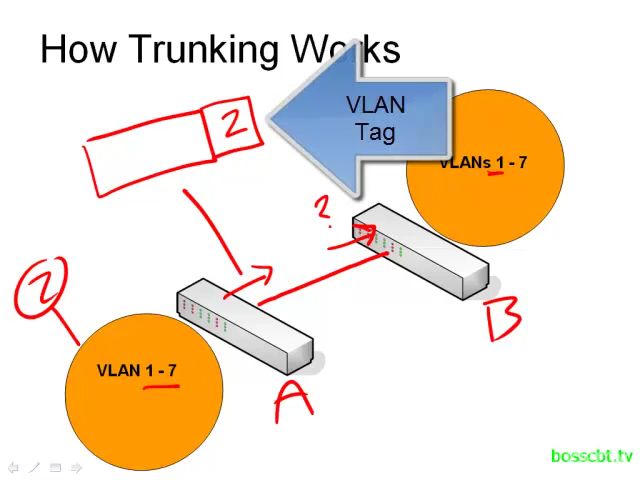 How Trunking Works
VLAN
Tag
2
VLANs 1 - 7
?
2
B
VLAN 1 - 7
A
bosscbt.tv